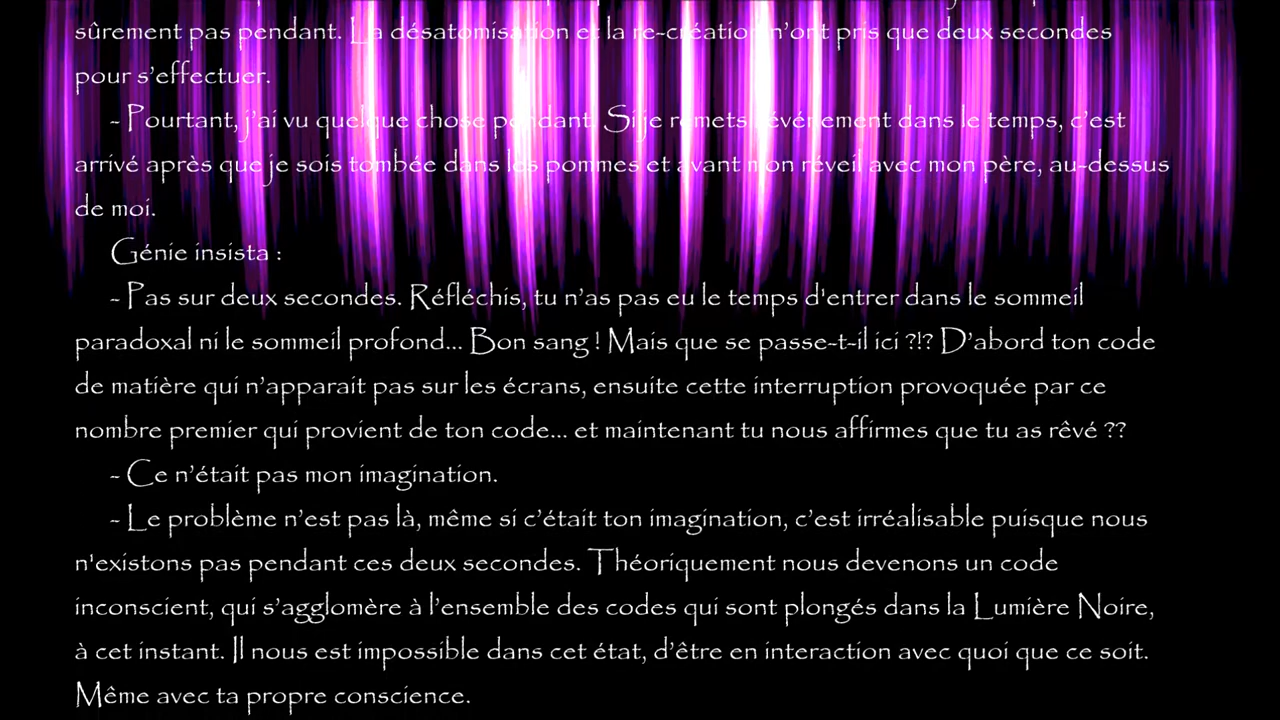 sûrement pas pendant. La désatomisation et la re-création n’ont pris que deux secondes
pour s’effectuer.
- Pourtant, j’ai vu quelque chose pendant. Si je remets l’événement dans le temps, c’est
arrivé après que je sois tombée dans les pommes et avant mon réveil avec mon père, au-dessus
de moi.
Génie insista :
- Pas sur deux secondes. Réfléchis, tu n’as pas eu le temps d'entrer dans le sommeil
paradoxal ni le sommeil profond... Bon sang ! Mais que se passe-t-il ici ?!? D’abord ton code
de matière qui n’apparait pas sur les écrans, ensuite cette interruption provoquée par ce
nombre premier qui provient de ton code... et maintenant tu nous affirmes que tu as rêvé ??
- Ce n’était pas mon imagination.
- Le problème n’est pas là, même si c’était ton imagination, c’est irréalisable puisque nous
n'existons pas pendant ces deux secondes. Théoriquement nous devenons un code
inconscient, qui s’agglomère à l’ensemble des codes qui sont plongés dans la Lumière Noire,
à cet instant. Il nous est impossible dans cet état, d’être en interaction avec quoi que ce soit.
Même avec ta propre conscience.